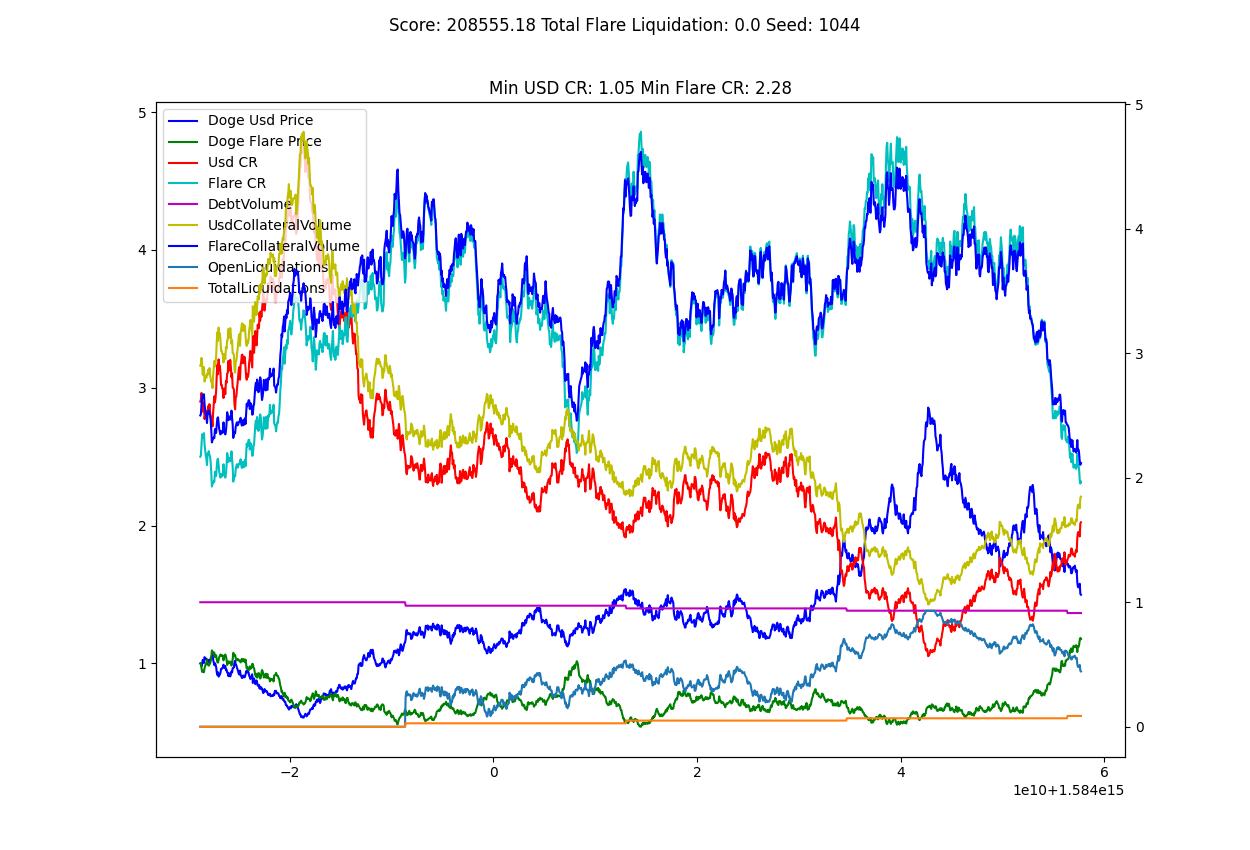 Score: 208555.18 Total Flare Liquidation: 0.0 Seed: 1044
Min USD CR: 1.05 Min Flare CR: 2.28
Doge Usd Price
Doge Flare Price
Usd CR
Flare CR
DebtVolume
UsdCollateralVolume
FlareCollateralVolume
OpenLiquidations
TotalLiquidations
5
4
3
2
1
5
4
3
2
1
0
−2
0
2
4
6
1e10+1.584e15